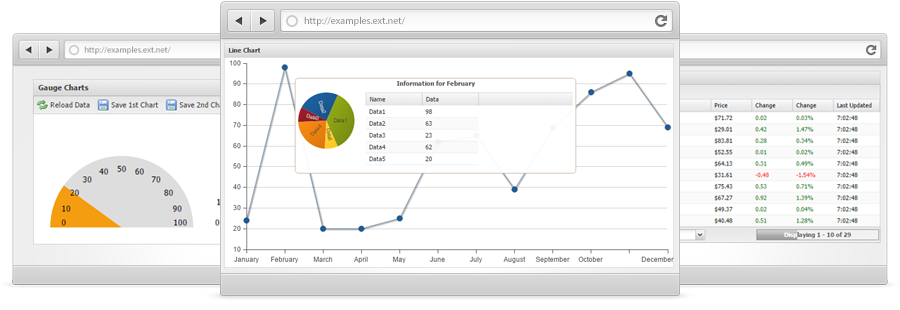 http://examples.ext.net/
http://examples.ext.net/
Gauge Charts
Reload Data Save 1st Chart Save 2nd Cha
0 10 20 30 40 50 60 70 80 90 100
Line Chart
100
90
80
70
60
50
40
30
20
10
January February March April May June July August September October December
Information for February
Data1
Name Data
Data1 98
Data2 63
Data3 23
Data4 62
Data5 20
Price Change Change Last Updated
$71.72 0.02 0.03% 7:02:48
$29.01 0.42 1.47% 7:02:48
$83.81 0.28 0.34% 7:02:48
$52.55 0.01 0.02% 7:02:48
$64.13 0.31 0.49% 7:02:48
$31.61 -0.48 -1.54% 7:02:48
$75.43 0.53 0.71% 7:02:48
$67.27 0.92 1.39% 7:02:48
$49.37 0.02 0.04% 7:02:48
$40.48 0.51 1.28% 7:02:48
Displaying 1 - 10 of 29